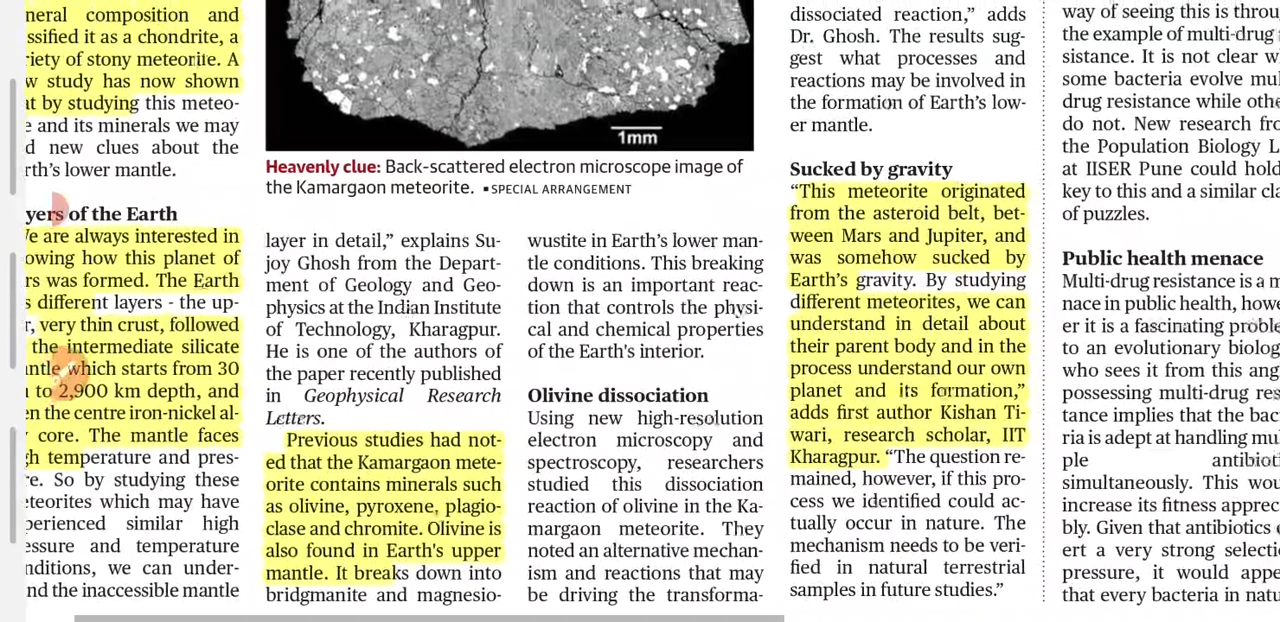 neral composition and
ssified it as a chondrite, a
riety of stony meteorite. A
w study has now shown
at by studying this meteo-
e and its minerals we may
d new clues about the
rth's lower mantle.
yers of the Earth
We are always interested in
owing how this planet of
rs was formed. The Earth
s different layers - the up-
r, very thin crust, followed
the intermediate silicate
antle which starts from 30
to 2,900 km depth, and
en the centre iron-nickel al-
core. The mantle faces
gh temperature and pres-
re. So by studying these
eteorites which may have
perienced similar high
essure and temperature
nditions, we can under-
nd the inaccessible mantle
1mm
Heavenly clue: Back-scattered electron microscope image of
the Kamargaon meteorite. ▪SPECIAL ARRANGEMENT
layer in detail,” explains Su-
joy Ghosh from the Depart-
ment of Geology and Geo-
physics at the Indian Institute
of Technology, Kharagpur.
He is one of the authors of
the paper recently published
in Geophysical Research
Letters.
Previous studies had not-
ed that the Kamargaon mete-
orite contains minerals such
as olivine, pyroxene, plagio-
clase and chromite. Olivine is
also found in Earth's upper
mantle. It breaks down into
bridgmanite and magnesio-
wustite in Earth’s lower man-
tle conditions. This breaking
down is an important reac-
tion that controls the physi-
cal and chemical properties
of the Earth's interior.
Olivine dissociation
Using new high-resolution
electron microscopy and
spectroscopy, researchers
studied this dissociation
reaction of olivine in the Ka-
margaon meteorite. They
noted an alternative mechan-
ism and reactions that may
be driving the transforma-
dissociated reaction,” adds
Dr. Ghosh. The results sug-
gest what processes and
reactions may be involved in
the formation of Earth’s low-
er mantle.
Sucked by gravity
“This meteorite originated
from the asteroid belt, bet-
ween Mars and Jupiter, and
was somehow sucked by
Earth’s gravity. By studying
different meteorites, we can
understand in detail about
their parent body and in the
process understand our own
planet and its formation,”
adds first author Kishan Ti-
wari, research scholar, IIT
Kharagpur. “The question re-
mained, however, if this pro-
cess we identified could ac-
tually occur in nature. The
mechanism needs to be veri-
fied in natural terrestrial
samples in future studies.”
way of seeing this is throu
the example of multi-drug
sistance. It is not clear w
some bacteria evolve mul
drug resistance while othe
do not. New research fro
the Population Biology L
at IISER Pune could hold
key to this and a similar cla
of puzzles.
Public health menace
Multi-drug resistance is a m
nace in public health, howe
er it is a fascinating proble
to an evolutionary biolog
who sees it from this ang
possessing multi-drug res
tance implies that the bac
ria is adept at handling mul
ple antibioti
simultaneously. This wou
increase its fitness apprec
bly. Given that antibiotics e
ert a very strong selectio
pressure, it would appe
that every bacteria in natu